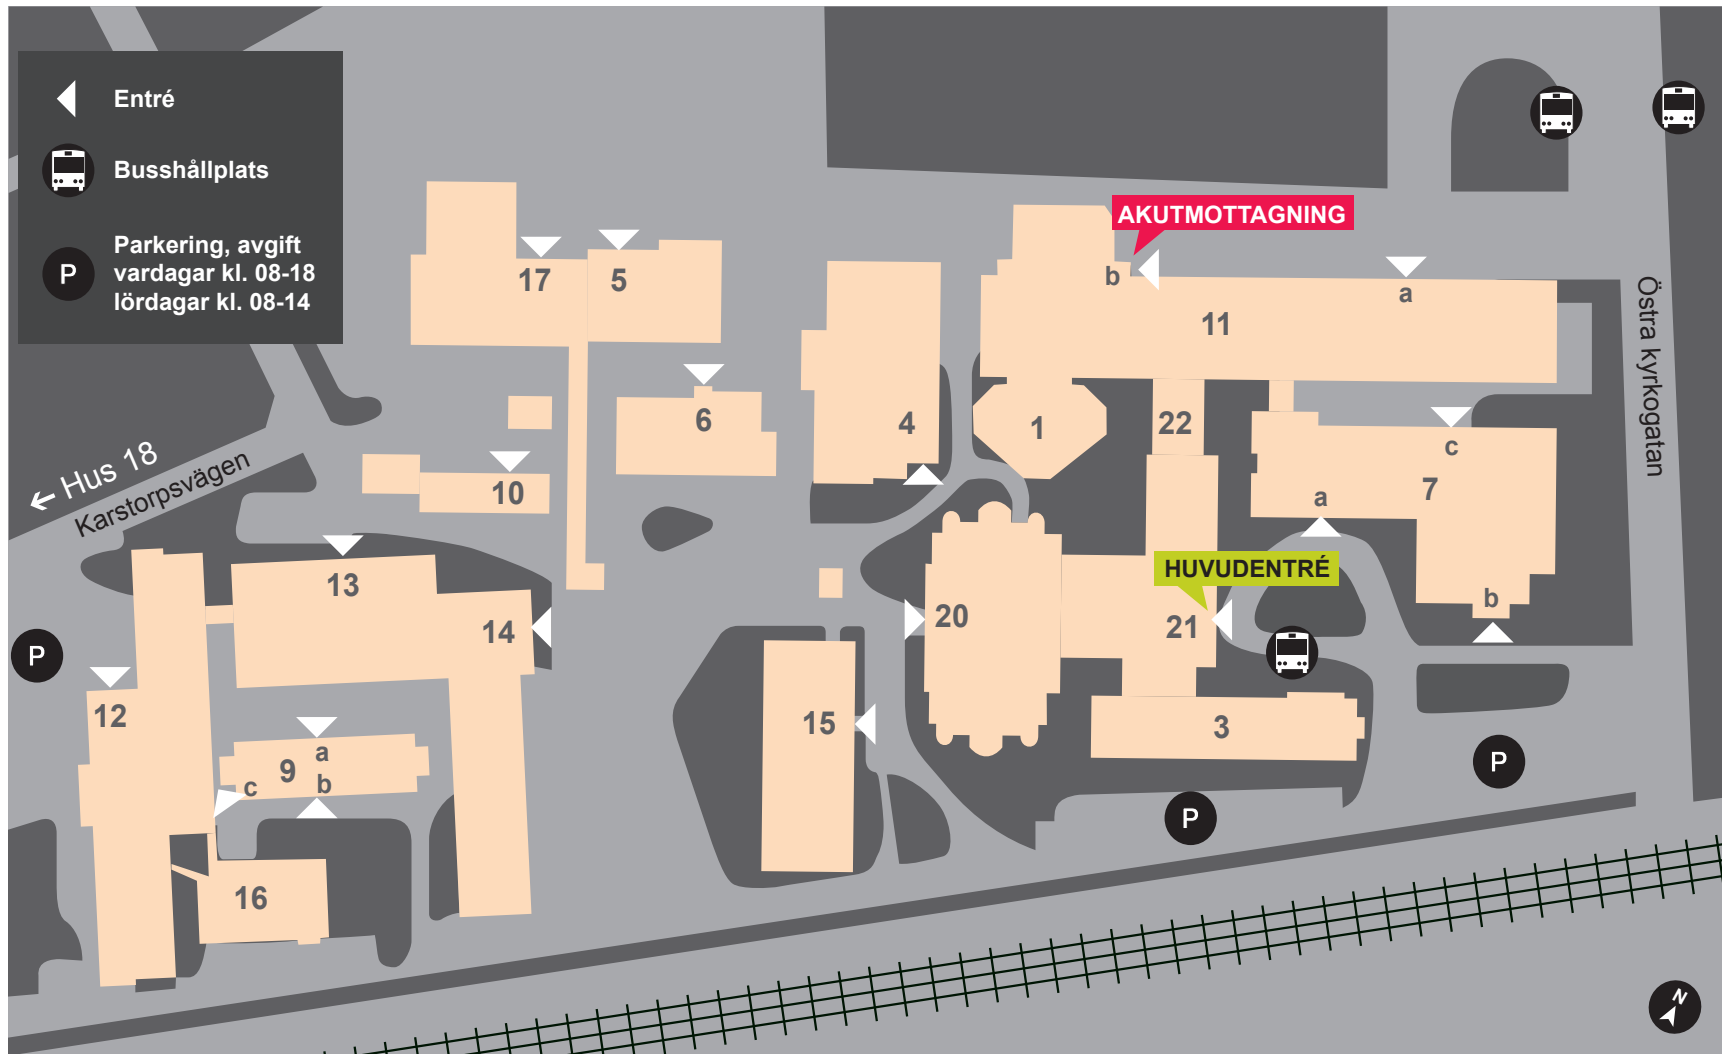 Entré
Busshållplats
P
Parkering, avgift
vardagar kl. 08-18
lördagar kl. 08-14
AKUTMOTTAGNING
b
a
17
5
11
Östra kyrkogatan
6
4
1
22
c
7
a
← Hus 18
Karstorpsvägen
10
HUVUDENTRÉ
13
b
14
20
21
P
12
15
3
9
a
b
c
P
P
16
N